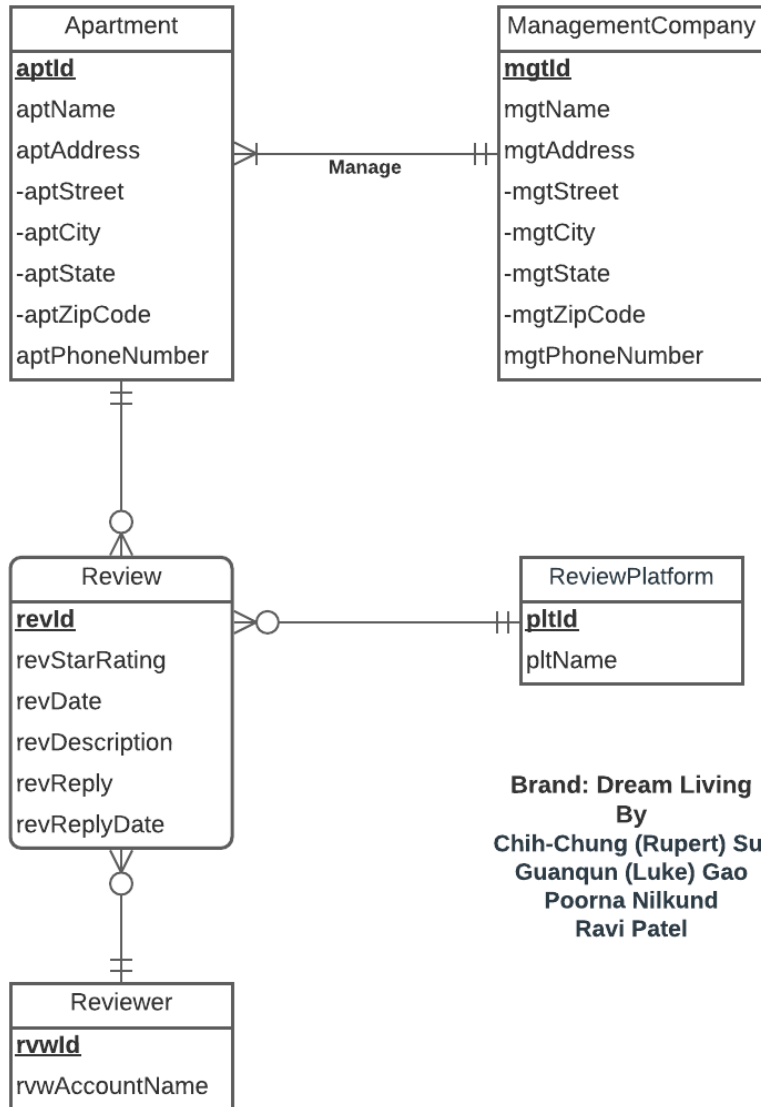 Apartment
aptId
aptName
aptAddress
-aptStreet
-aptCity
-aptState
-aptZipCode
aptPhoneNumber
Manage
ManagementCompany
mgtId
mgtName
mgtAddress
-mgtStreet
-mgtCity
-mgtState
-mgtZipCode
mgtPhoneNumber
Review
revId
revStarRating
revDate
revDescription
revReply
revReplyDate
ReviewPlatform
pltId
pltName
Brand: Dream Living
By
Chih-Chung (Rupert) Su
Guanqun (Luke) Gao
Poorna Nilkund
Ravi Patel
Reviewer
rvwId
rvwAccountName